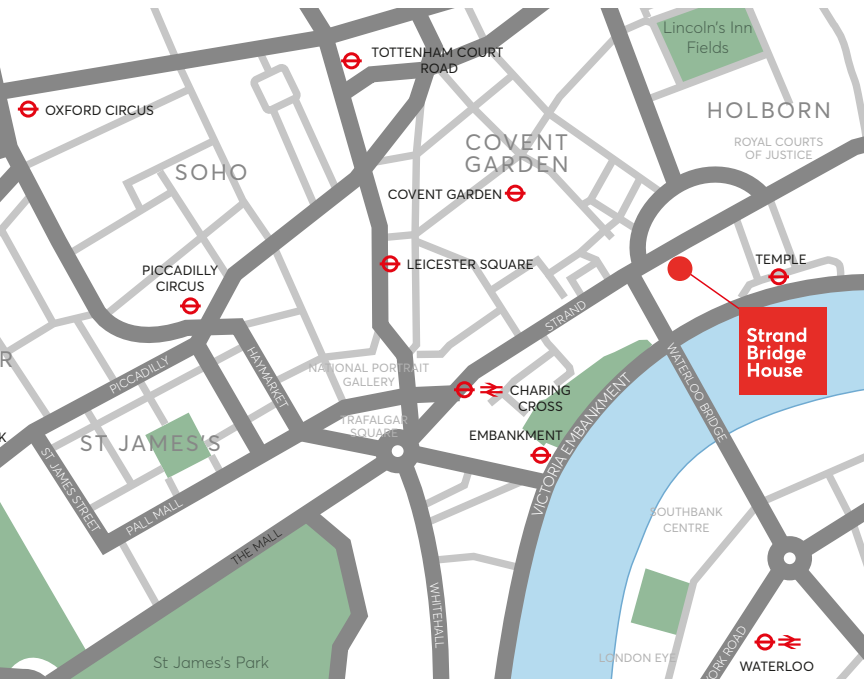 Lincoln's Inn
Fields
TOTTENHAM COURT
ROAD
OXFORD CIRCUS
HOLBORN
COVENT
GARDEN
ROYAL COURTS
OF JUSTICE
SOHO
COVENT GARDEN
PICCADILLY
CIRCUS
LEICESTER SQUARE
TEMPLE
STRAND
Strand
Bridge
House
R
PICCADILLY
HAYMARKET
NATIONAL PORTRAIT
GALLERY
CHARING
CROSS
WATERLOO BRIDGE
TRAFALGAR
SQUARE
EMBANKMENT
VICTORIA EMBANKMENT
K
ST JAMES'S
ST JAMES STREET
PALL MALL
THE MALL
SOUTHBANK
CENTRE
WHITEHALL
St James's Park
LONDON EYE
ORK ROAD
WATERLOO